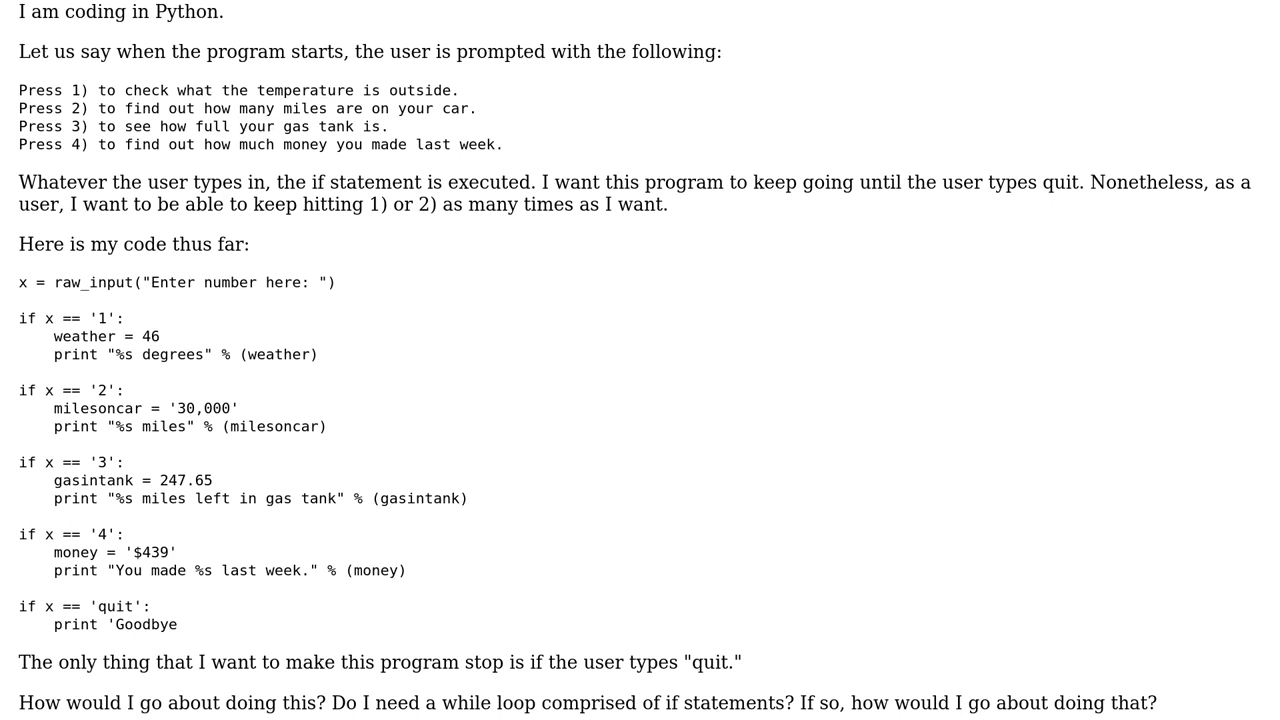 I am coding in Python.
Let us say when the program starts, the user is prompted with the following:
Press 1) to check what the temperature is outside.
Press 2) to find out how many miles are on your car.
Press 3) to see how full your gas tank is.
Press 4) to find out how much money you made last week.
Whatever the user types in, the if statement is executed. I want this program to keep going until the user types quit. Nonetheless, as a
user, I want to be able to keep hitting 1) or 2) as many times as I want.
Here is my code thus far:
x = raw_input("Enter number here: ")
if x == '1':
    weather = 46
    print "%s degrees" % (weather)
if x == '2':
    milesoncar = '30,000'
    print "%s miles" % (milesoncar)
if x == '3':
    gasintank = 247.65
    print "%s miles left in gas tank" % (gasintank)
if x == '4':
    money = '$439'
    print "You made %s last week." % (money)
if x == 'quit':
    print 'Goodbye
The only thing that I want to make this program stop is if the user types "quit."
How would I go about doing this? Do I need a while loop comprised of if statements? If so, how would I go about doing that?